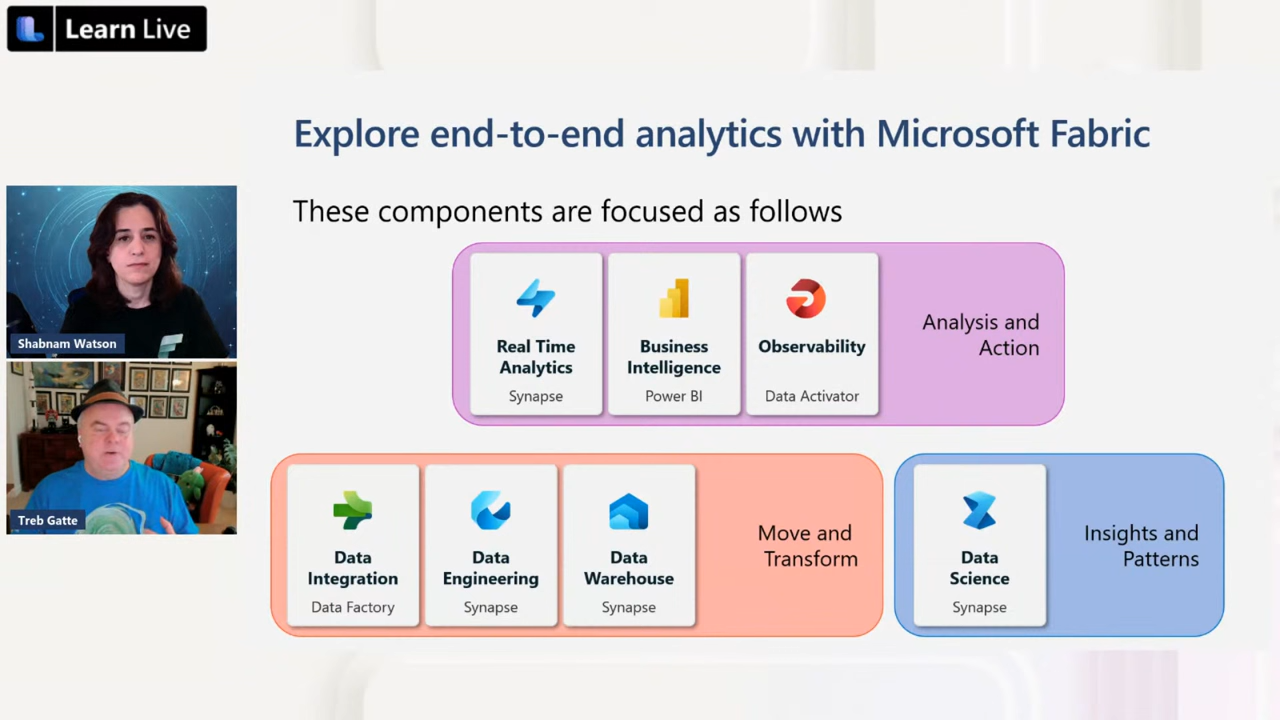 Learn Live
Explore end-to-end analytics with Microsoft Fabric
These components are focused as follows
Shabnam Watson
Treb Gatte
Real Time
Analytics
Synapse
Business
Intelligence
Power BI
Observability
Data Activator
Analysis and
Action
Data
Integration
Data Factory
Data
Engineering
Synapse
Data
Warehouse
Synapse
Move and
Transform
Data
Science
Synapse
Insights and
Patterns